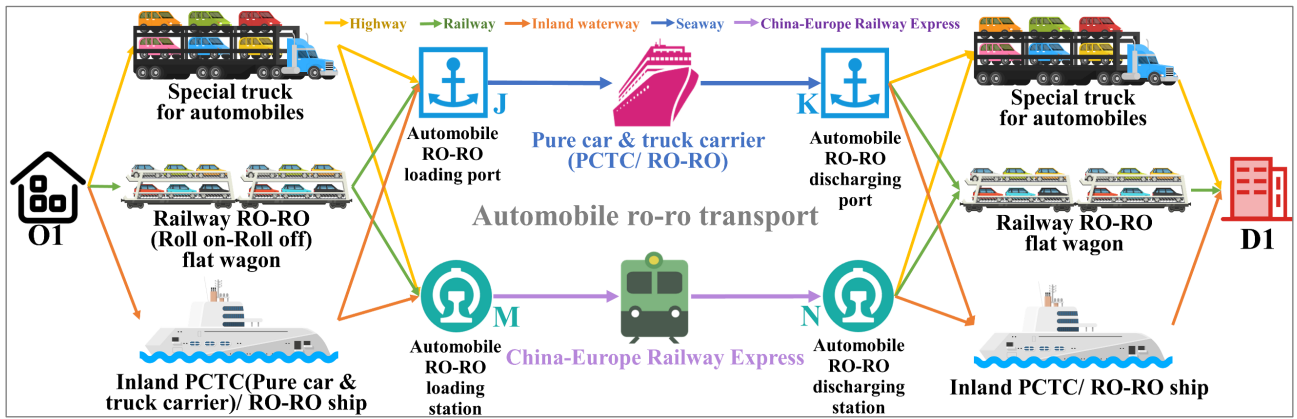 Highway
Railway
Inland waterway
Seaway
China-Europe Railway Express
Special truck
for automobiles
J
Automobile
RO-RO
loading port
Pure car & truck carrier
(PCTC/ RO-RO)
K
Automobile
RO-RO
discharging
port
Special truck
for automobiles
O1
Railway RO-RO
(Roll on-Roll off)
flat wagon
Automobile ro-ro transport
Railway RO-RO
flat wagon
D1
M
Automobile
RO-RO
loading
station
China-Europe Railway Express
N
Automobile
RO-RO
discharging
station
Inland PCTC(Pure car &
truck carrier)/ RO-RO ship
Inland PCTC/ RO-RO ship